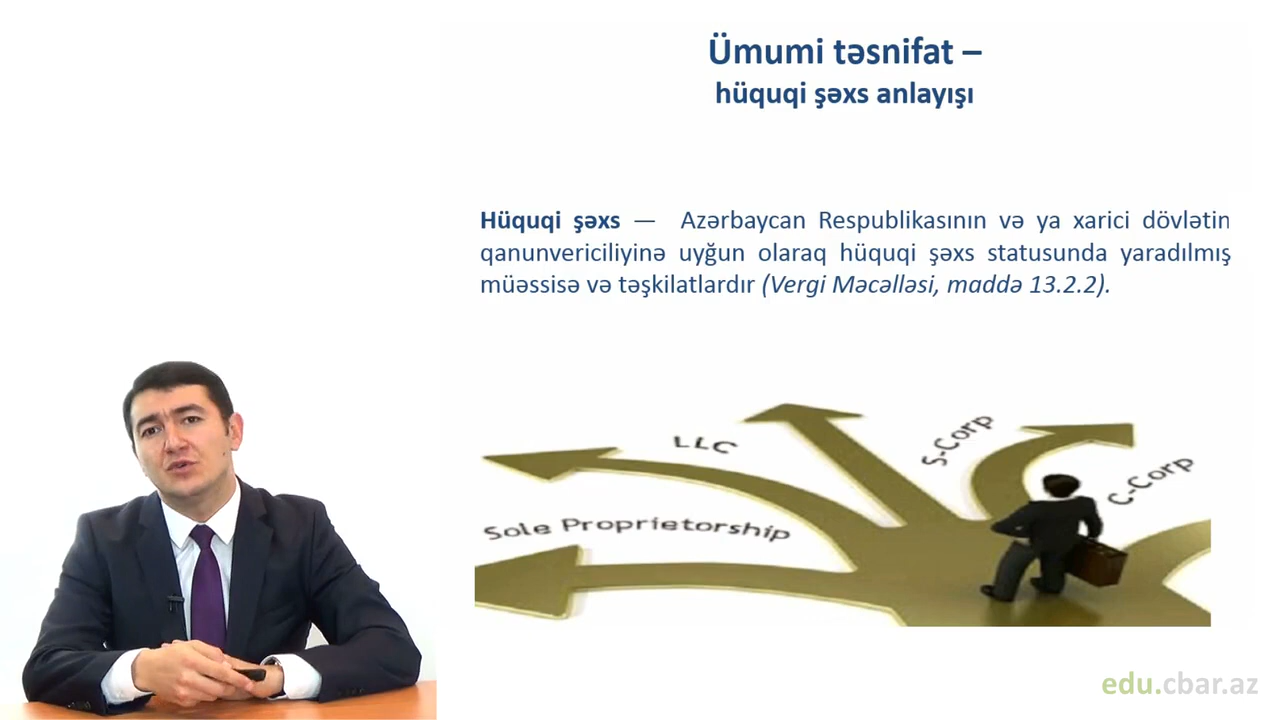 Ümumi təsnifat –
hüquqi şəxs anlayışı
Hüquqi şəxs — Azərbaycan Respublikasının və ya xarici dövlətin
qanunvericiliyinə uyğun olaraq hüquqi şəxs statusunda yaradılmış
müəssisə və təşkilatlardır (Vergi Məcəlləsi, maddə 13.2.2).
LLC
S-Corp
C-Corp
Sole Proprietorship
edu.cbar.az